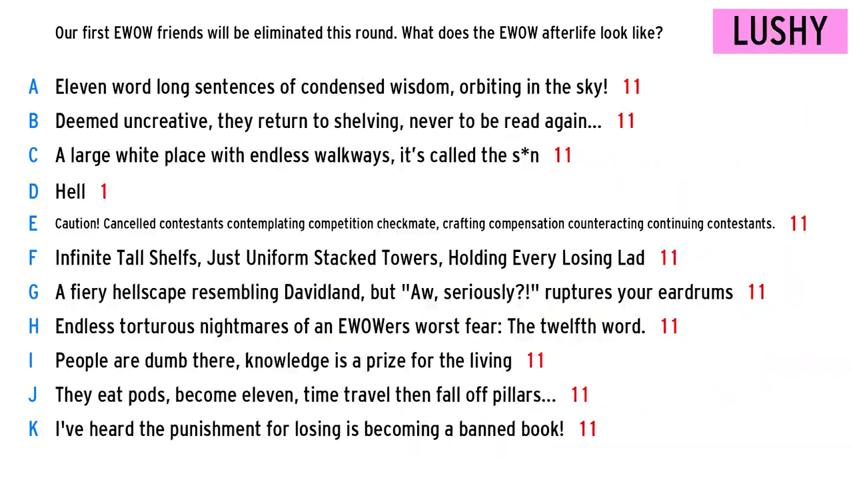 Our first EWOW friends will be eliminated this round. What does the EWOW afterlife look like?
LUSHY
A Eleven word long sentences of condensed wisdom, orbiting in the sky! 11
B Deemed uncreative, they return to shelving, never to be read again... 11
C A large white place with endless walkways, it's called the s*n 11
D Hell 1
E Caution! Cancelled contestants contemplating competition checkmate, crafting compensation counteracting continuing contestants. 11
F Infinite Tall Shelfs, Just Uniform Stacked Towers, Holding Every Losing Lad 11
G A fiery hellscape resembling Davidland, but "Aw, seriously?!" ruptures your eardrums 11
H Endless torturous nightmares of an EWOWers worst fear: The twelfth word. 11
I People are dumb there, knowledge is a prize for the living 11
J They eat pods, become eleven, time travel then fall off pillars... 11
K I've heard the punishment for losing is becoming a banned book! 11